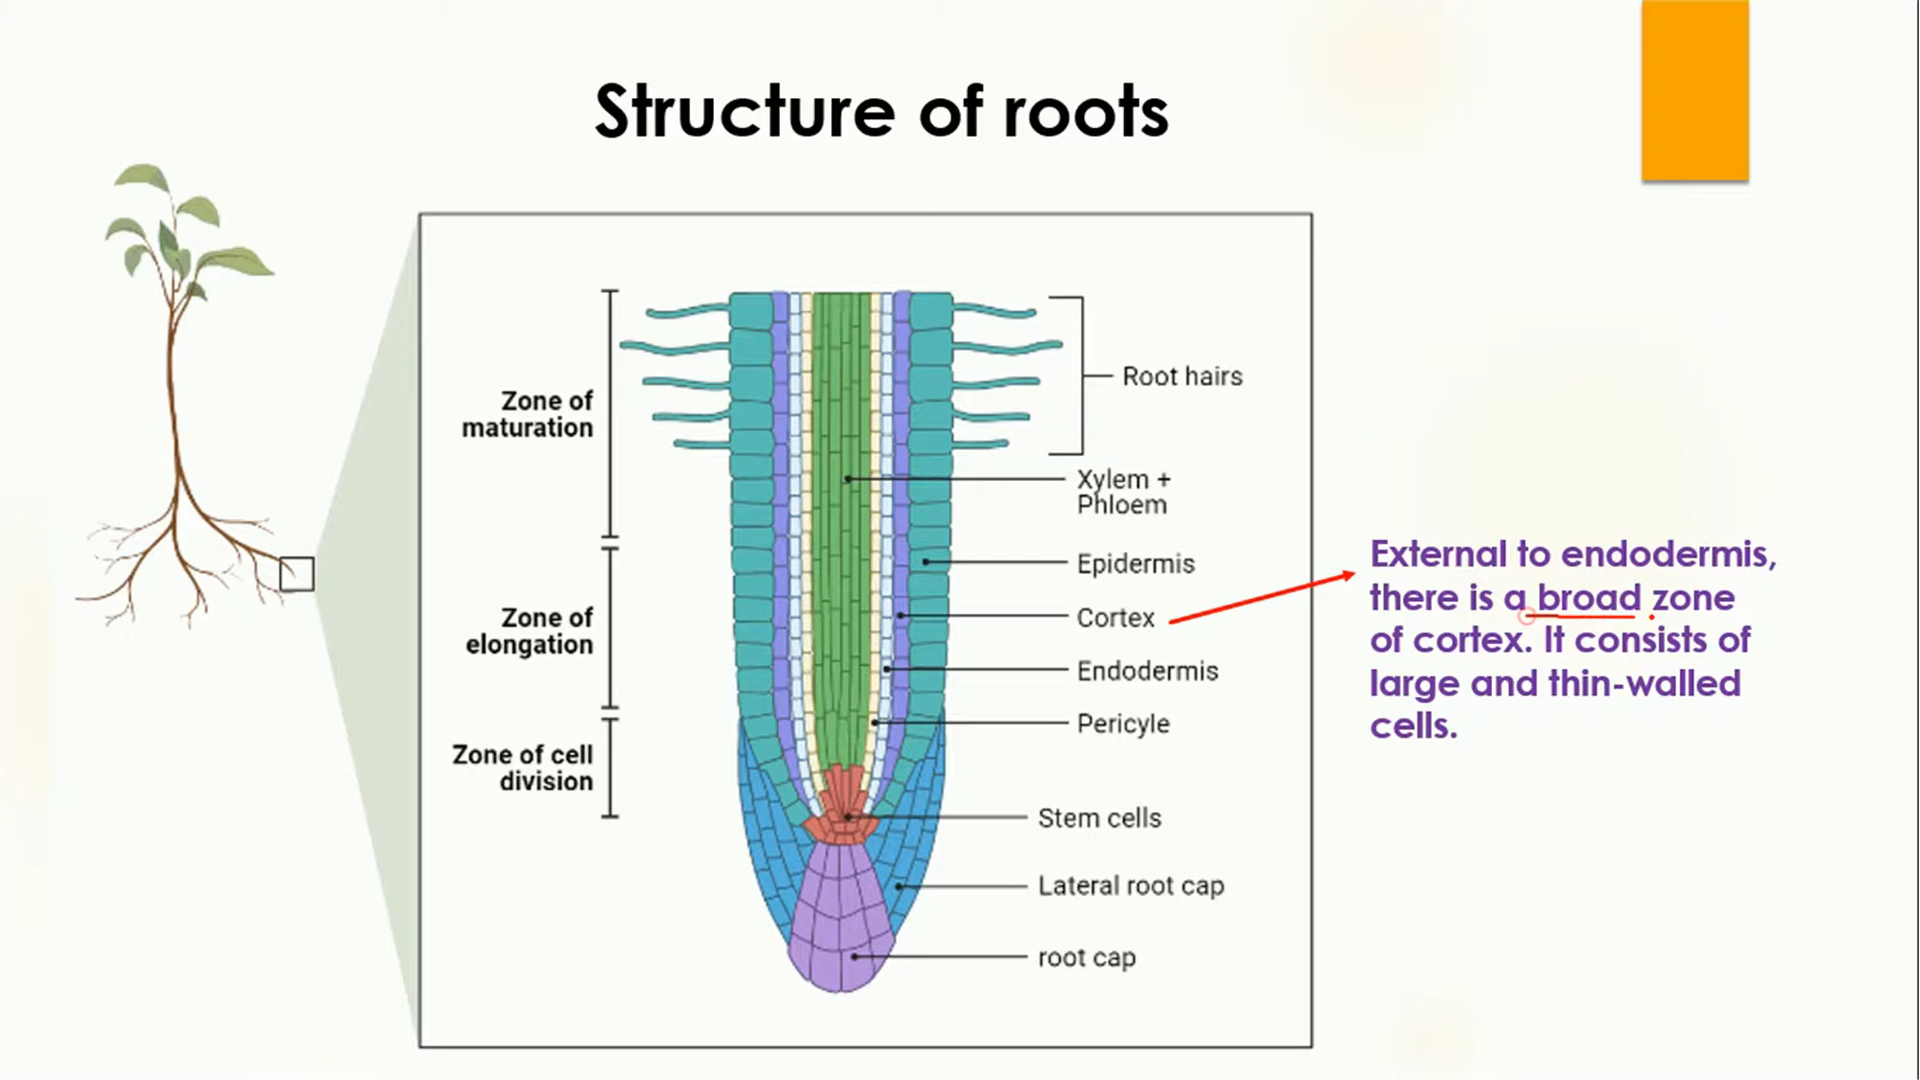 Structure of roots
Zone of
maturation
Zone of
elongation
Zone of cell
division
Root hairs
Xylem +
Phloem
Epidermis
Cortex
Endodermis
Pericyle
Stem cells
Lateral root cap
root cap
External to endodermis,
there is a broad zone
of cortex. It consists of
large and thin-walled
cells.